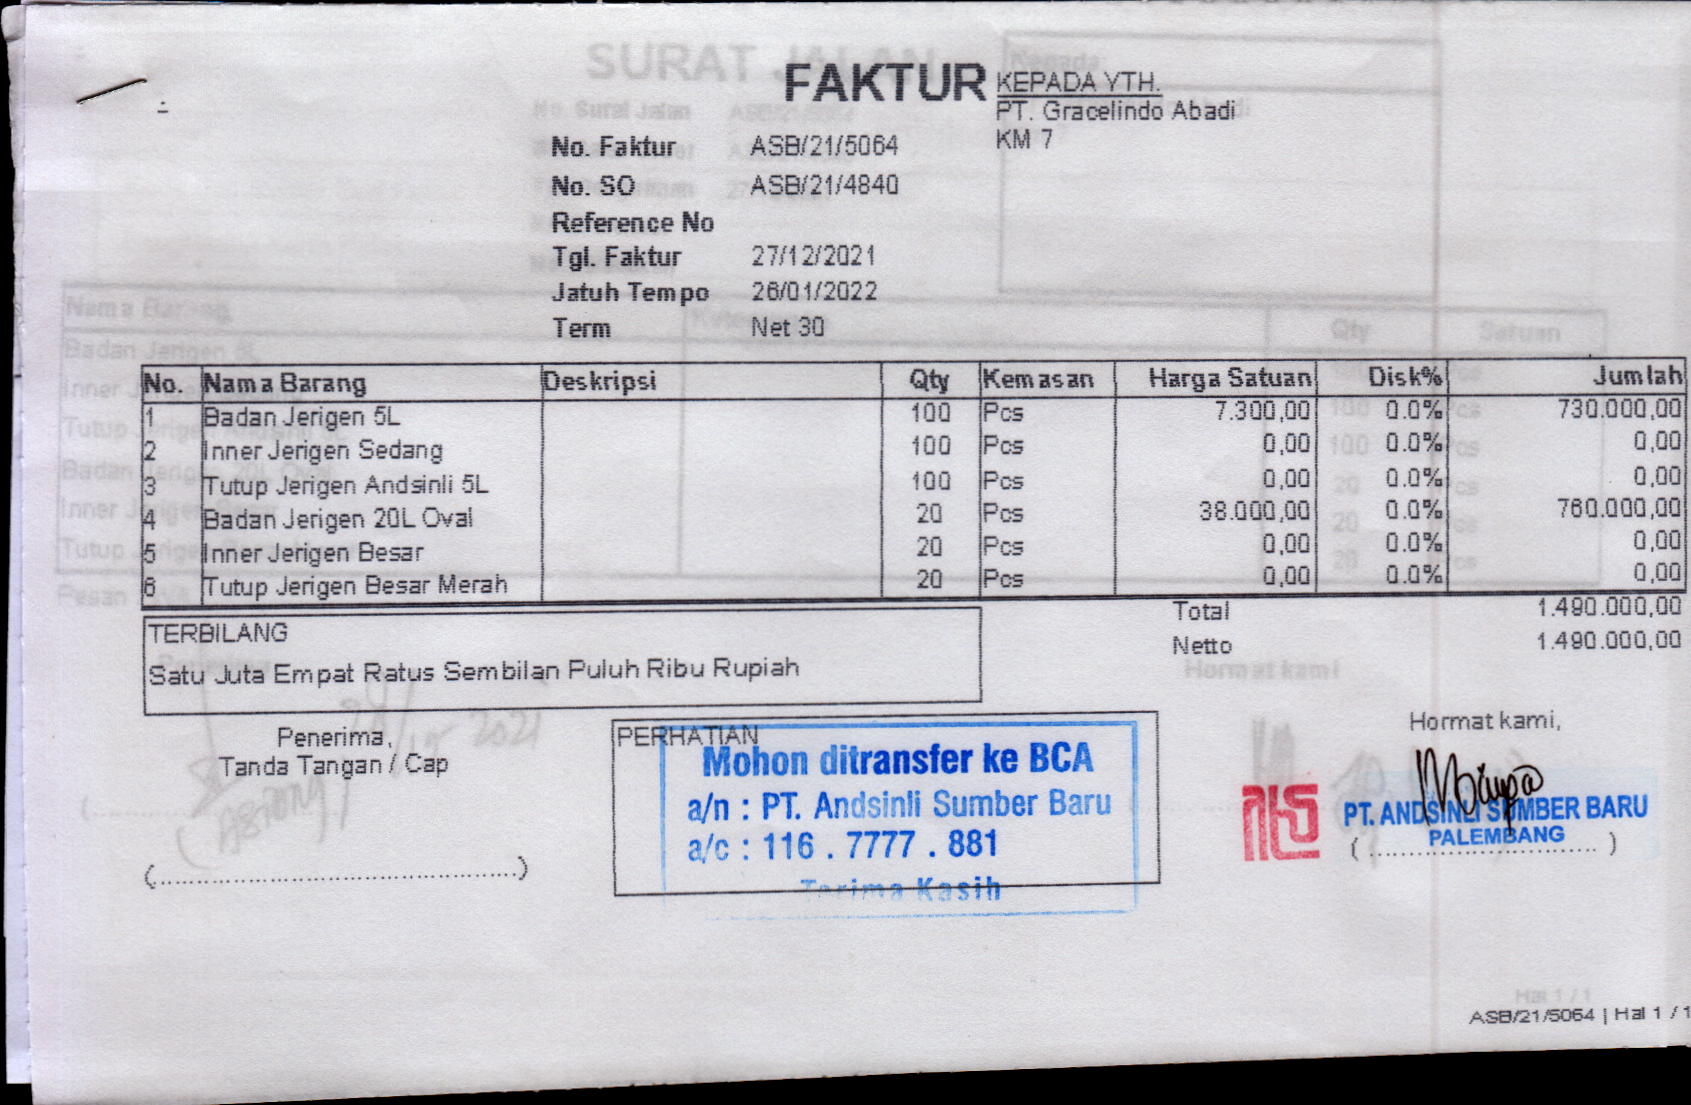 FAKTUR
KEPADA YTH.
PT. Gracelindo Abadi
KM 7
No. Faktur ASB/21/5064
No. SO ASB/21/4840
Reference No
Tgl. Faktur 27/12/2021
Jatuh Tempo 26/01/2022
Term Net 30
No. Nama Barang Deskripsi Qty Kemasan Harga Satuan Disk% Jumlah
1 Badan Jerigen 5L 100 Pcs 7.300,00 0.0% 730.000,00
2 Inner Jerigen Sedang 100 Pcs 0,00 0.0% 0,00
3 Tutup Jerigen Andsinli 5L 100 Pcs 0,00 0.0% 0,00
4 Badan Jerigen 20L Oval 20 Pcs 38.000,00 0.0% 760.000,00
5 Inner Jerigen Besar 20 Pcs 0,00 0.0% 0,00
6 Tutup Jerigen Besar Merah 20 Pcs 0,00 0.0% 0,00
Total 1.490.000,00
Netto 1.490.000,00
TERBILANG
Satu Juta Empat Ratus Sembilan Puluh Ribu Rupiah
Penerima,
Tanda Tangan / Cap
(....................................................)
PERHATIAN
Mohon ditransfer ke BCA
a/n : PT. Andsinli Sumber Baru
a/c : 116 . 7777 . 881
Terima Kasih
Hormat kami,
PT. ANDSINLI SUMBER BARU
PALEMBANG
( .................................. )
Hal 1 / 1
ASB/21/5064 | Hal 1 / 1